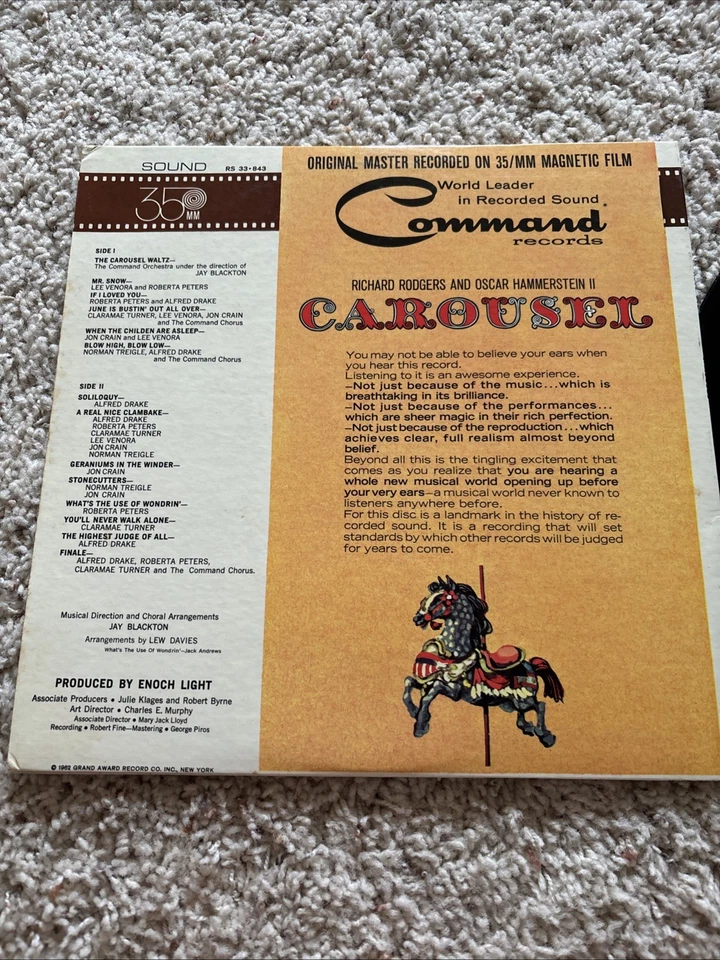 SOUND RS 33•843
35 MM
SIDE I
THE CAROUSEL WALTZ—
The Command Orchestra under the direction of
JAY BLACKTON
MR. SNOW—
LEE VENORA and ROBERTA PETERS
IF I LOVED YOU—
ROBERTA PETERS and ALFRED DRAKE
JUNE IS BUSTIN' OUT ALL OVER—
CLARAMAE TURNER, LEE VENORA, JON CRAIN
and The Command Chorus
WHEN THE CHILDEN ARE ASLEEP—
JON CRAIN and LEE VENORA
BLOW HIGH, BLOW LOW—
NORMAN TREIGLE, ALFRED DRAKE
and The Command Chorus
SIDE II
SOLILOQUY—
ALFRED DRAKE
A REAL NICE CLAMBAKE—
ALFRED DRAKE
ROBERTA PETERS
CLARAMAE TURNER
LEE VENORA
JON CRAIN
NORMAN TREIGLE
GERANIUMS IN THE WINDER—
JON CRAIN
STONECUTTERS—
NORMAN TREIGLE
JON CRAIN
WHAT'S THE USE OF WONDRIN'—
ROBERTA PETERS
YOU'LL NEVER WALK ALONE—
CLARAMAE TURNER
THE HIGHEST JUDGE OF ALL—
ALFRED DRAKE
FINALE—
ALFRED DRAKE, ROBERTA PETERS,
CLARAMAE TURNER and The Command Chorus.
Musical Direction and Choral Arrangements
JAY BLACKTON
Arrangements by LEW DAVIES
What's The Use Of Wondrin'—Jack Andrews
PRODUCED BY ENOCH LIGHT
Associate Producers • Julie Klages and Robert Byrne
Art Director • Charles E. Murphy
Associate Director • Mary Jack Lloyd
Recording • Robert Fine—Mastering • George Piros
© 1962 GRAND AWARD RECORD CO. INC., NEW YORK
ORIGINAL MASTER RECORDED ON 35/MM MAGNETIC FILM
World Leader
in Recorded Sound
Command
records
RICHARD RODGERS AND OSCAR HAMMERSTEIN II
CAROUSEL
You may not be able to believe your ears when
you hear this record.
Listening to it is an awesome experience.
—Not just because of the music...which is
breathtaking in its brilliance.
—Not just because of the performances...
which are sheer magic in their rich perfection.
—Not just because of the reproduction...which
achieves clear, full realism almost beyond
belief.
Beyond all this is the tingling excitement that
comes as you realize that you are hearing a
whole new musical world opening up before
your very ears—a musical world never known to
listeners anywhere before.
For this disc is a landmark in the history of re-
corded sound. It is a recording that will set
standards by which other records will be judged
for years to come.